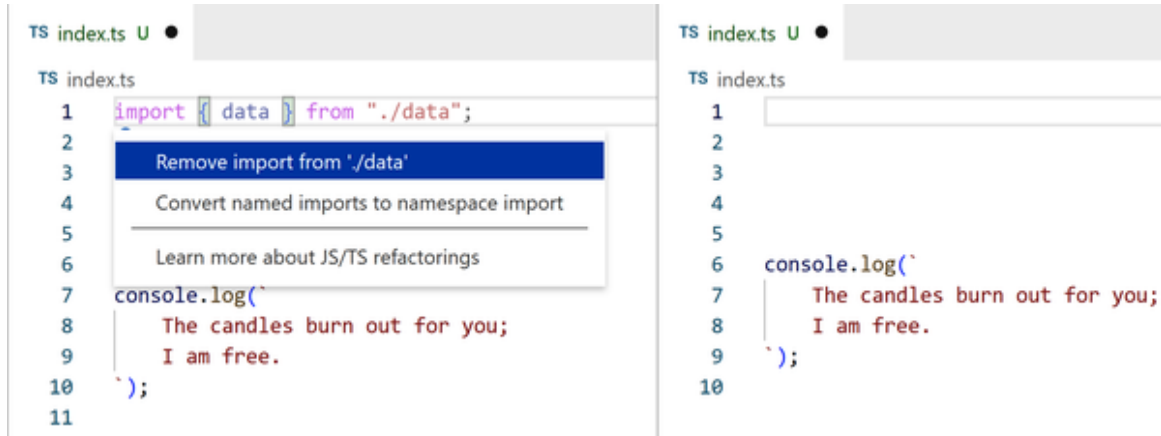 TS index.ts U ●
TS index.ts
1 import { data } from "./data";
2
Remove import from './data'
3
4 Convert named imports to namespace import
5
6 Learn more about JS/TS refactorings
7 console.log(`
8 The candles burn out for you;
9 I am free.
10 `);
11
TS index.ts U ●
TS index.ts
1
2
3
4
5
6 console.log(`
7 The candles burn out for you;
8 I am free.
9 `);
10